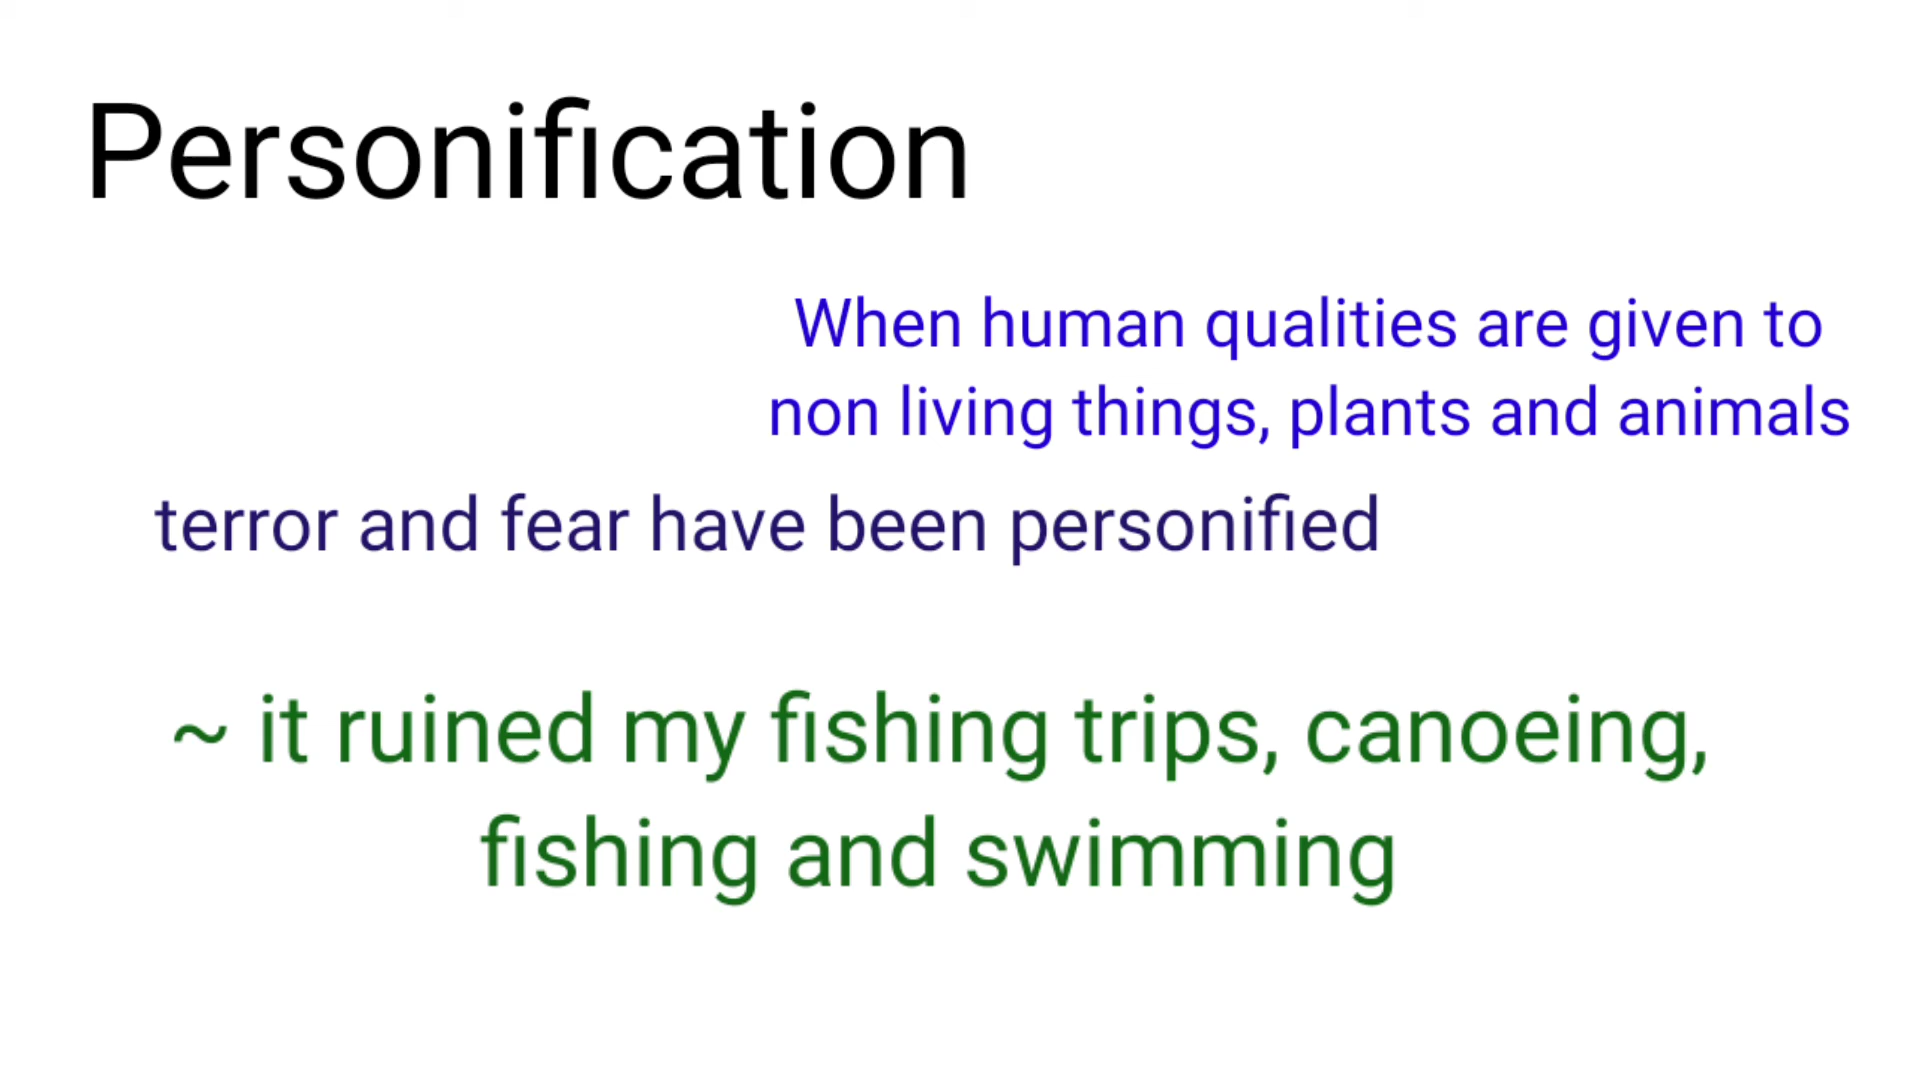 Personification
When human qualities are given to
non living things, plants and animals
terror and fear have been personified
~ it ruined my fishing trips, canoeing,
fishing and swimming